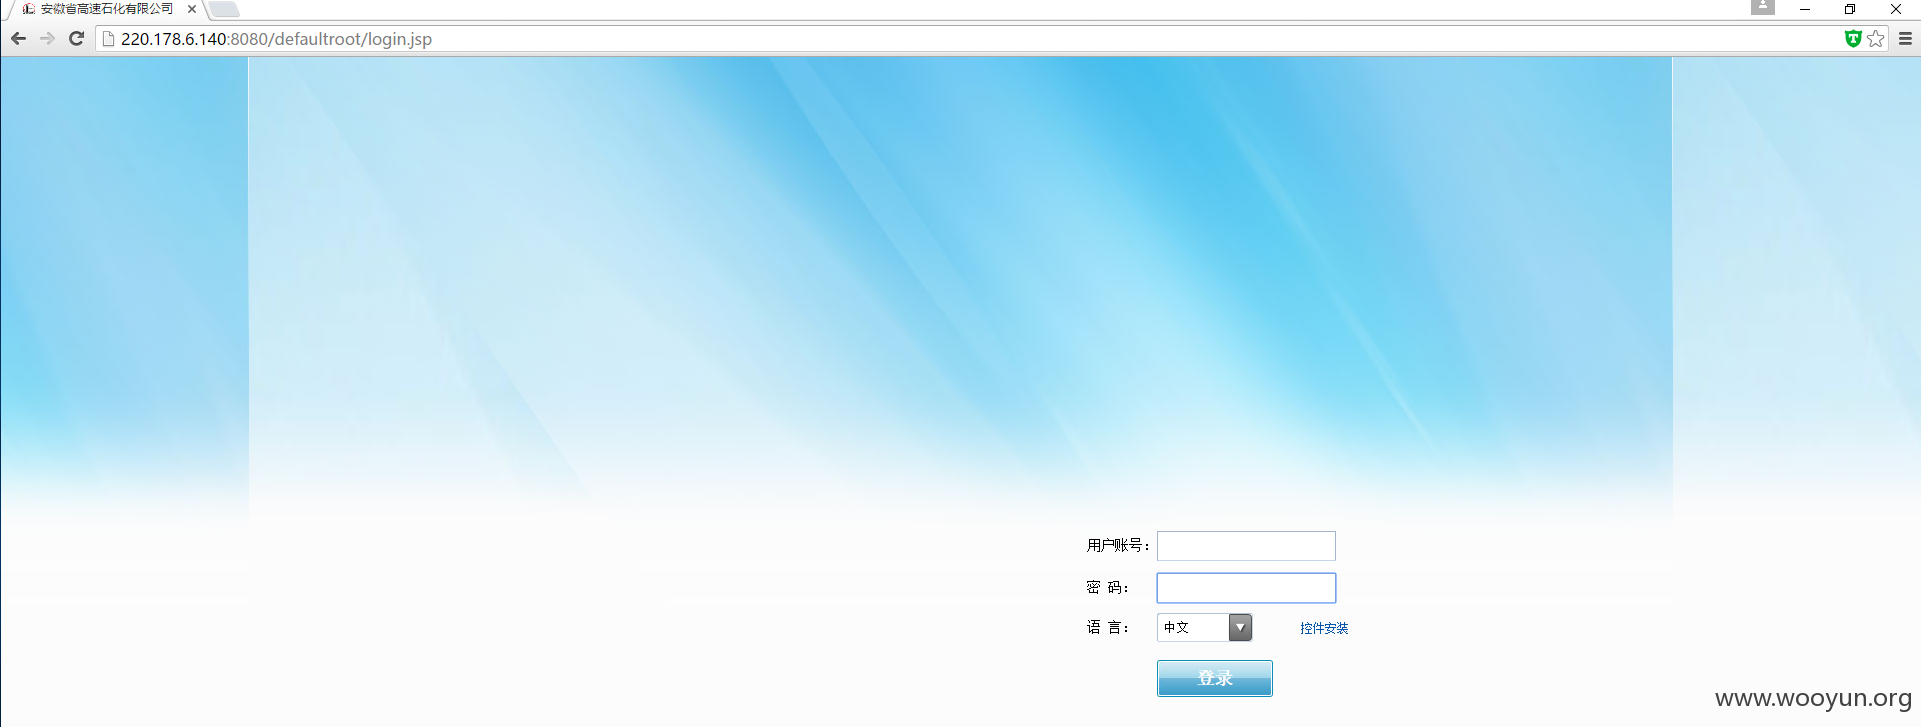 安徽省高速石化有限公司
220.178.6.140:8080/defaultroot/login.jsp
用户账号：
密 码：
语 言： 中文 控件安装
登录
www.wooyun.org